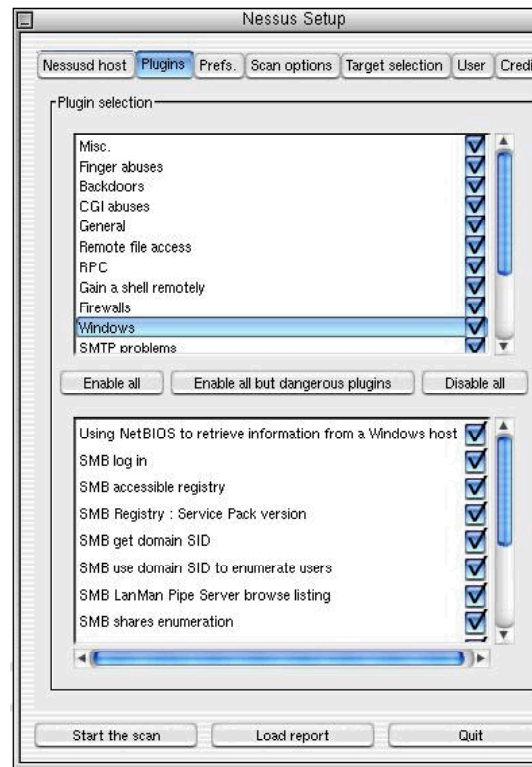 Nessus Setup
Nessusd host Plugins Prefs. Scan options Target selection User Credi
Plugin selection
Misc.
Finger abuses
Backdoors
CGI abuses
General
Remote file access
RPC
Gain a shell remotely
Firewalls
Windows
SMTP problems
Enable all Enable all but dangerous plugins Disable all
Using NetBIOS to retrieve information from a Windows host
SMB log in
SMB accessible registry
SMB Registry : Service Pack version
SMB get domain SID
SMB use domain SID to enumerate users
SMB LanMan Pipe Server browse listing
SMB shares enumeration
Start the scan Load report Quit